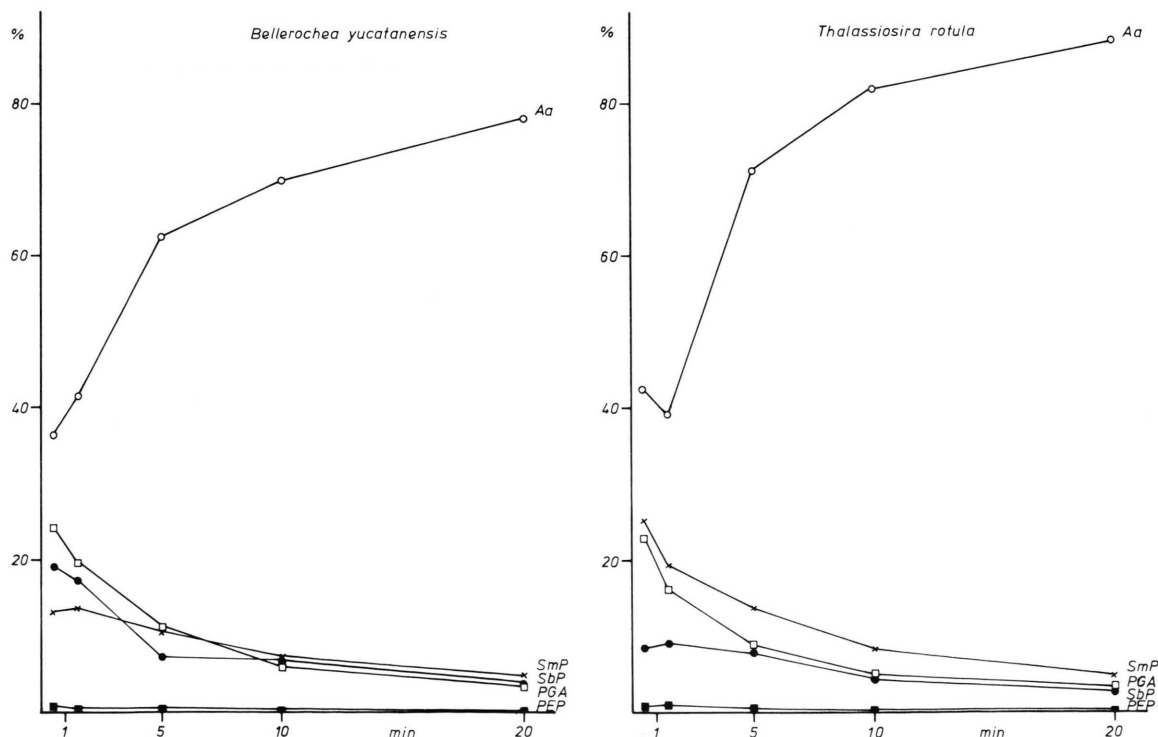 %
Bellerochea yucatanensis
Aa
80
60
40
20
SmP
SbP
PGA
PEP
1
5
10
min
20
%
Thalassiosira rotula
Aa
80
60
40
20
SmP
PGA
SbP
PEP
1
5
10
min
20